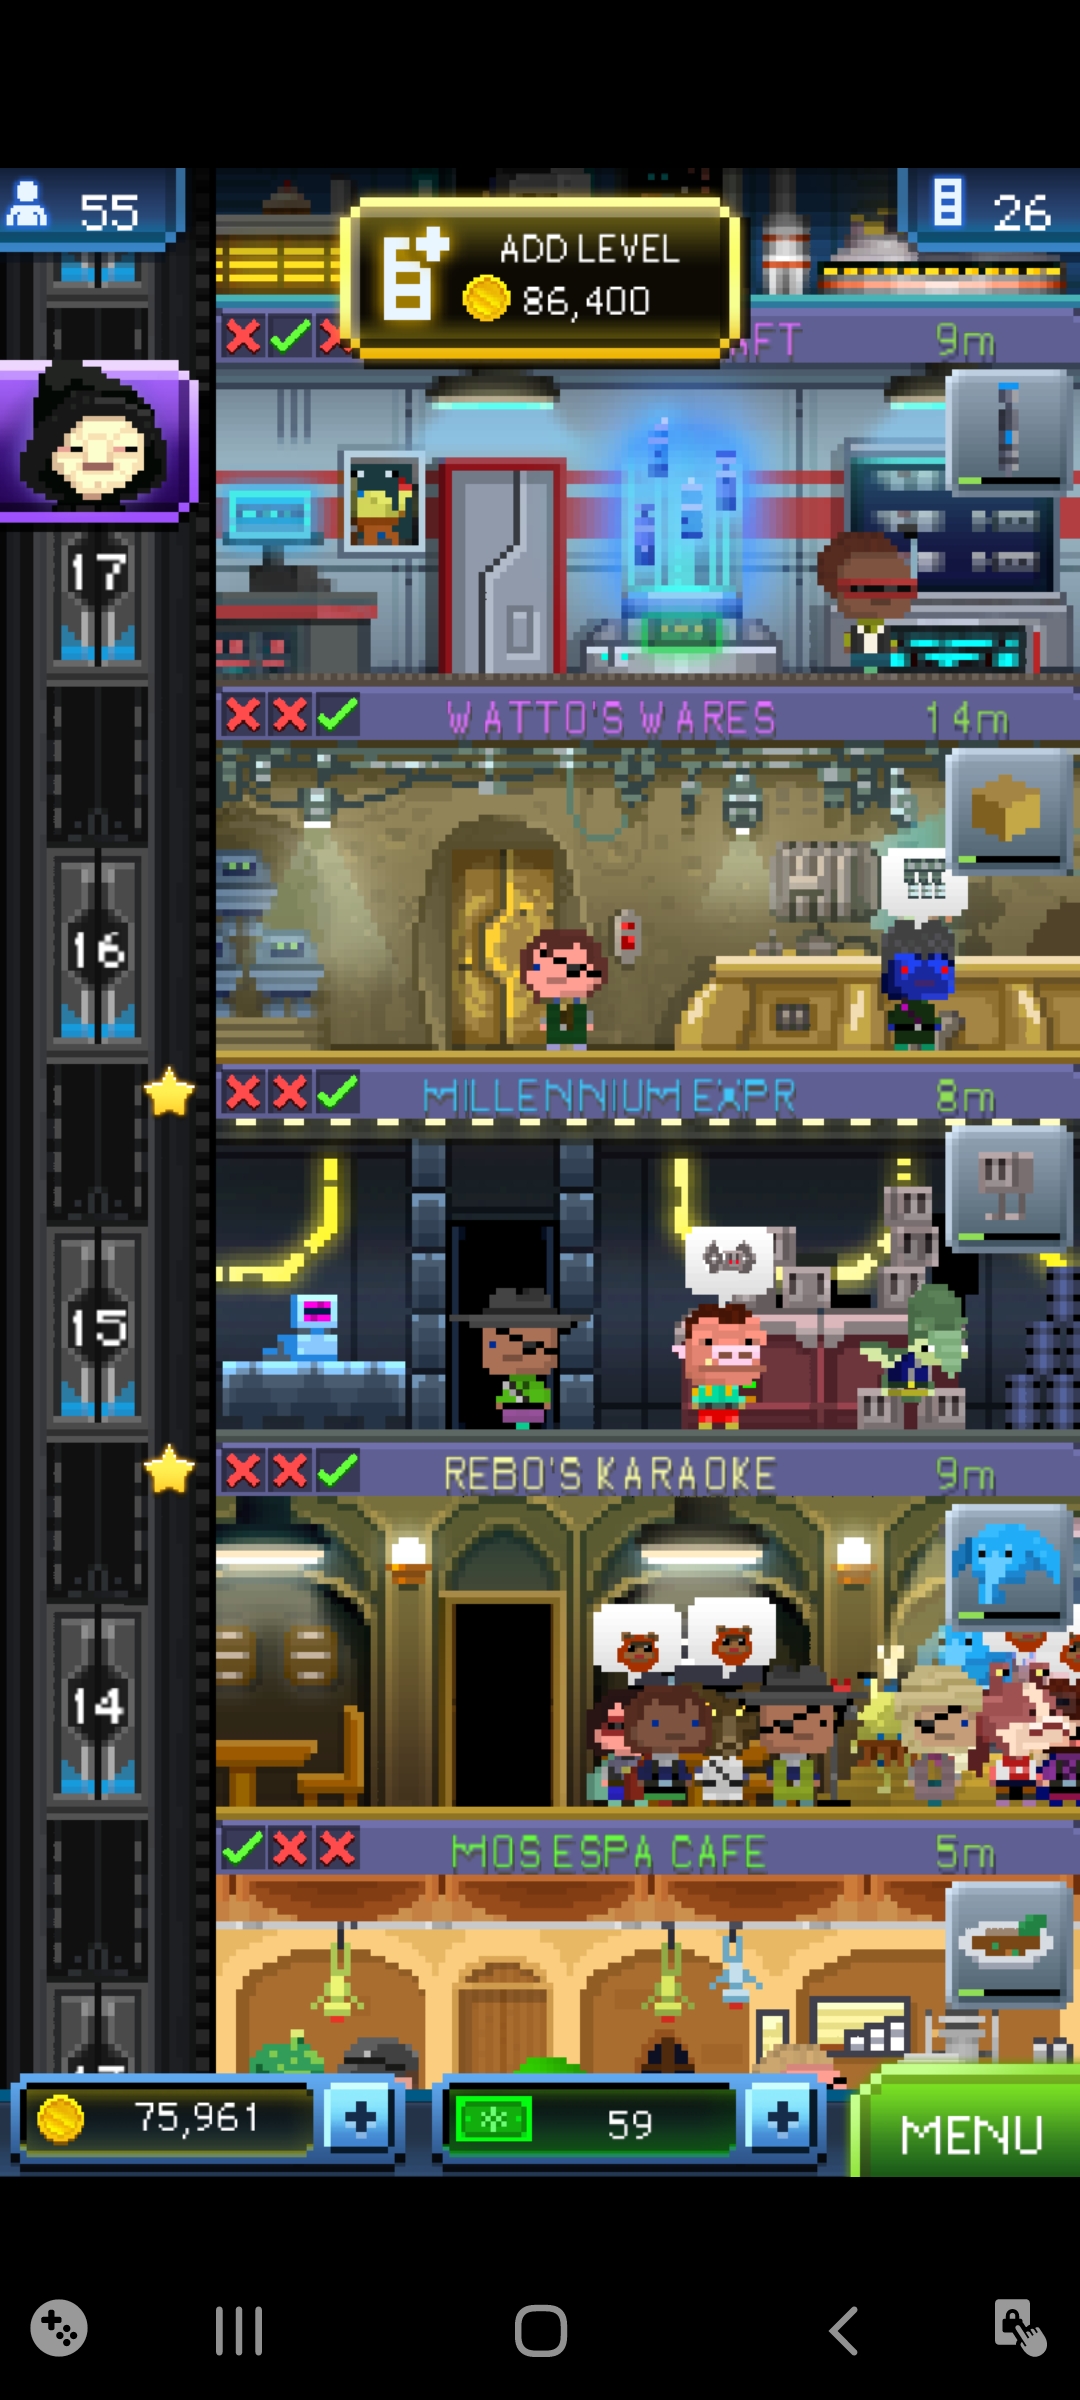 55
ADD LEVEL
86,400
26
9m
17
WATTO'S WARES
14m
16
MILLENNIUM EXPR
8m
15
REBO'S KARAOKE
9m
14
MOS ESPA CAFE
5m
75,961
59
MENU